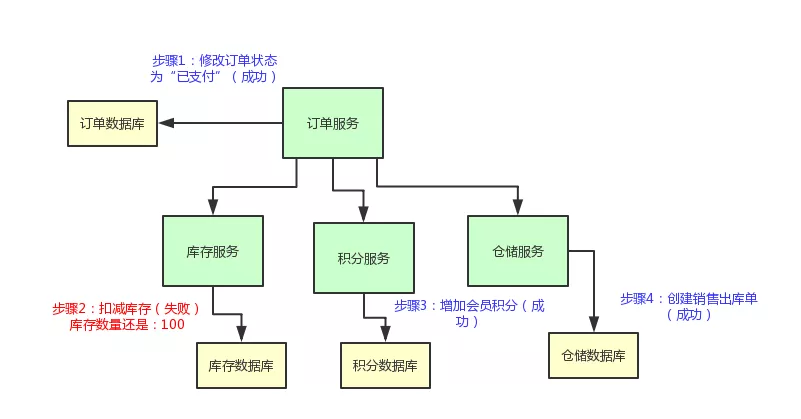 步骤1：修改订单状态
为“已支付”（成功）
订单数据库
订单服务
库存服务
积分服务
仓储服务
步骤2：扣减库存（失败）
库存数量还是：100
步骤3：增加会员积分（成
功）
步骤4：创建销售出库单
（成功）
库存数据库
积分数据库
仓储数据库